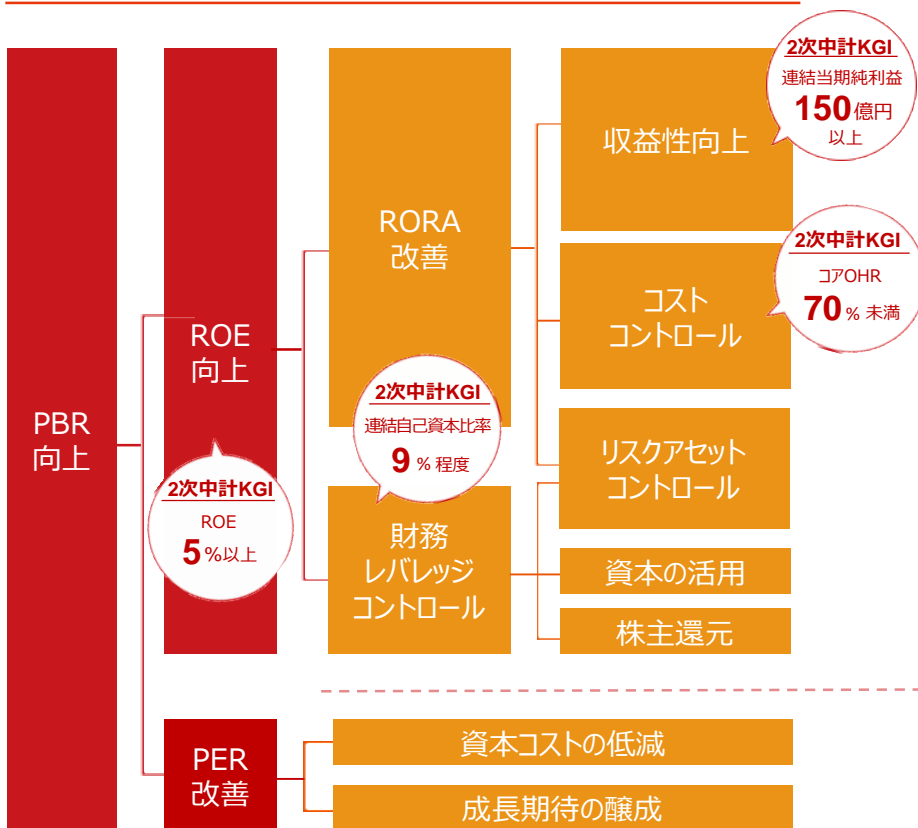 PBR
向上
ROE
向上
2次中計KGI
ROE
5%以上
RORA
改善
2次中計KGI
連結自己資本比率
9%程度
財務
レバレッジ
コントロール
収益性向上
2次中計KGI
連結当期純利益
150億円
以上
コスト
コントロール
2次中計KGI
コアOHR
70%未満
リスクアセット
コントロール
資本の活用
株主還元
PER
改善
資本コストの低減
成長期待の醸成